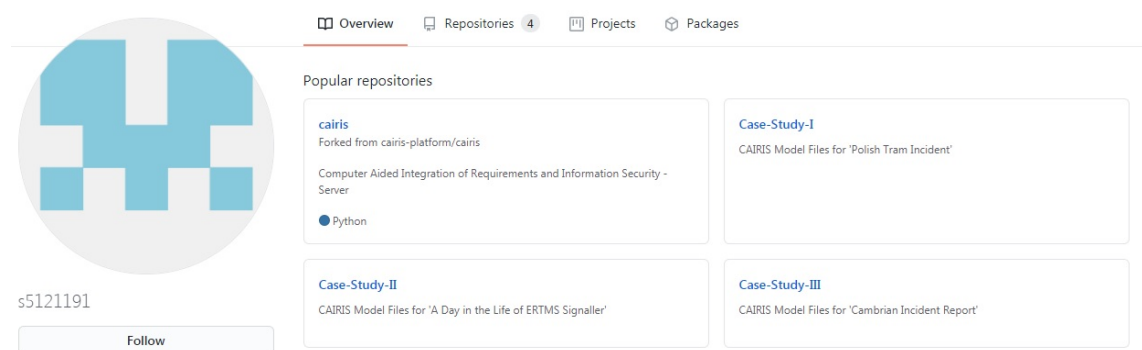 Overview Repositories 4 Projects Packages
Popular repositories
cairis
Forked from cairis-platform/cairis
Computer Aided Integration of Requirements and Information Security -
Server
Python
Case-Study-I
CAIRIS Model Files for 'Polish Tram Incident'
Case-Study-II
CAIRIS Model Files for 'A Day in the Life of ERTMS Signaller'
Case-Study-III
CAIRIS Model Files for 'Cambrian Incident Report'
s5121191
Follow